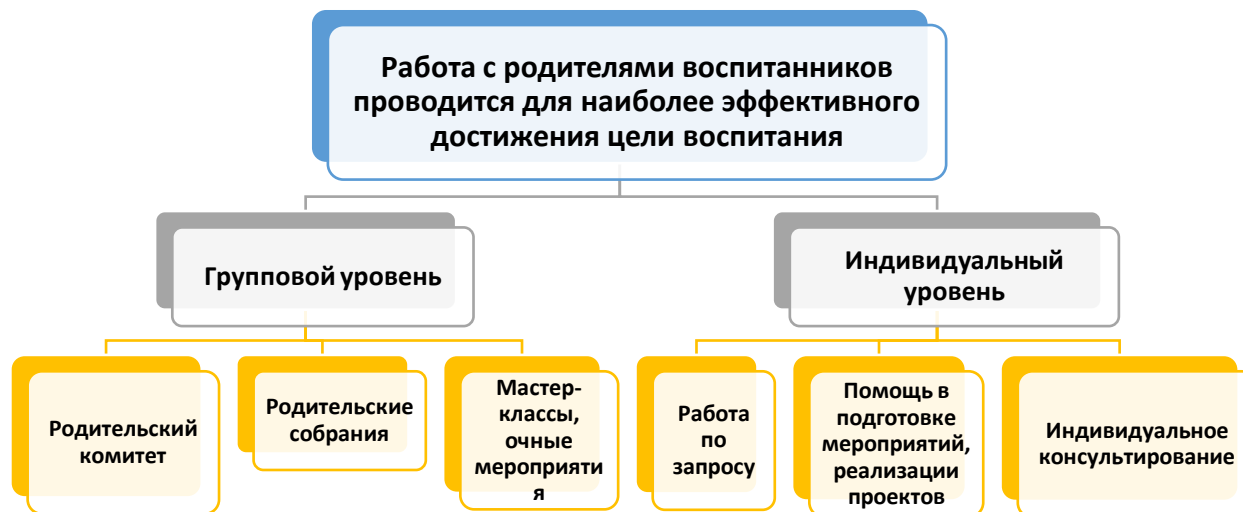 Работа с родителями воспитанников
проводится для наиболее эффективного
достижения цели воспитания
Групповой уровень
Индивидуальный
уровень
Родительский
комитет
Родительские
собрания
Мастер-
классы,
очные
мероприяти
я
Работа
по
запросу
Помощь в
подготовке
мероприятий,
реализации
проектов
Индивидуальное
консультирование